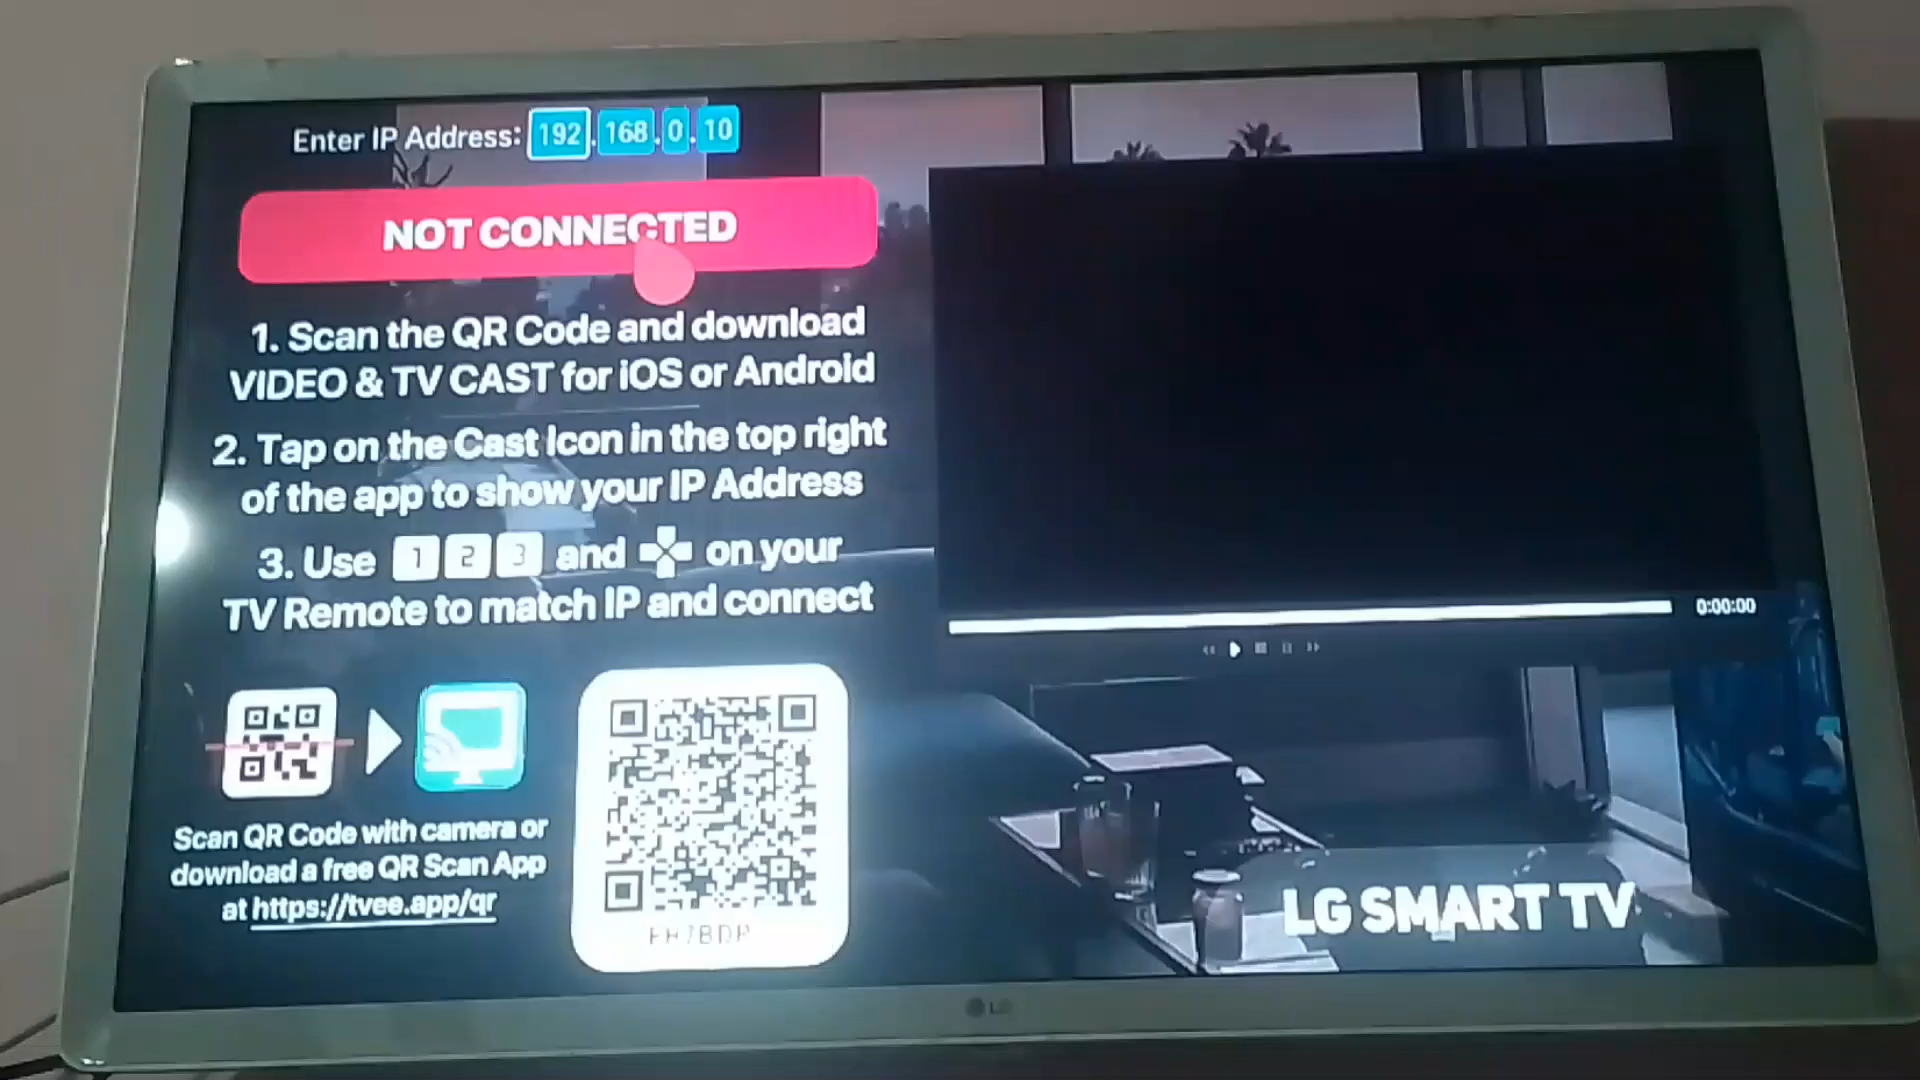 Enter IP Address: 192.168.0.10
NOT CONNECTED
1. Scan the QR Code and download
VIDEO & TV CAST for iOS or Android
2. Tap on the Cast Icon in the top right
of the app to show your IP Address
3. Use 1 2 3 and on your
TV Remote to match IP and connect
Scan QR Code with camera or
download a free QR Scan App
at https://tvee.app/qr
0:00:00
LG SMART TV
LG